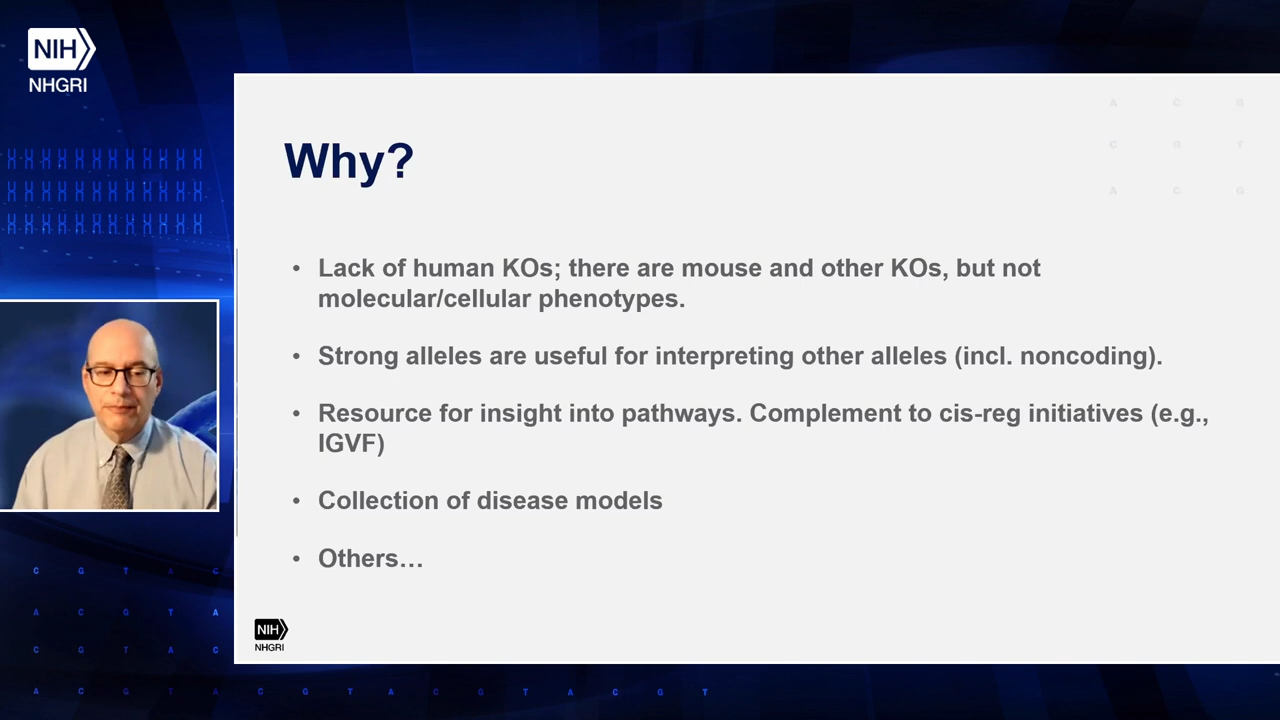 NIH
NHGRI
A C G
C G T
A C G
Why?
• Lack of human KOs; there are mouse and other KOs, but not
molecular/cellular phenotypes.
• Strong alleles are useful for interpreting other alleles (incl. noncoding).
• Resource for insight into pathways. Complement to cis-reg initiatives (e.g.,
IGVF)
• Collection of disease models
• Others…
NIH
NHGRI
C G T A C
A C G T A
C G T A C
A C G T A C G T A C G T A C G T